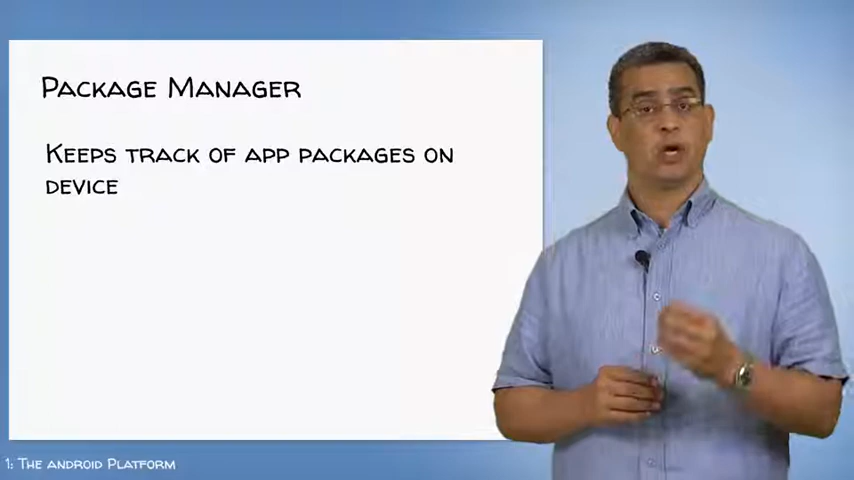 Package Manager
Keeps track of app packages on
device
1: The android Platform